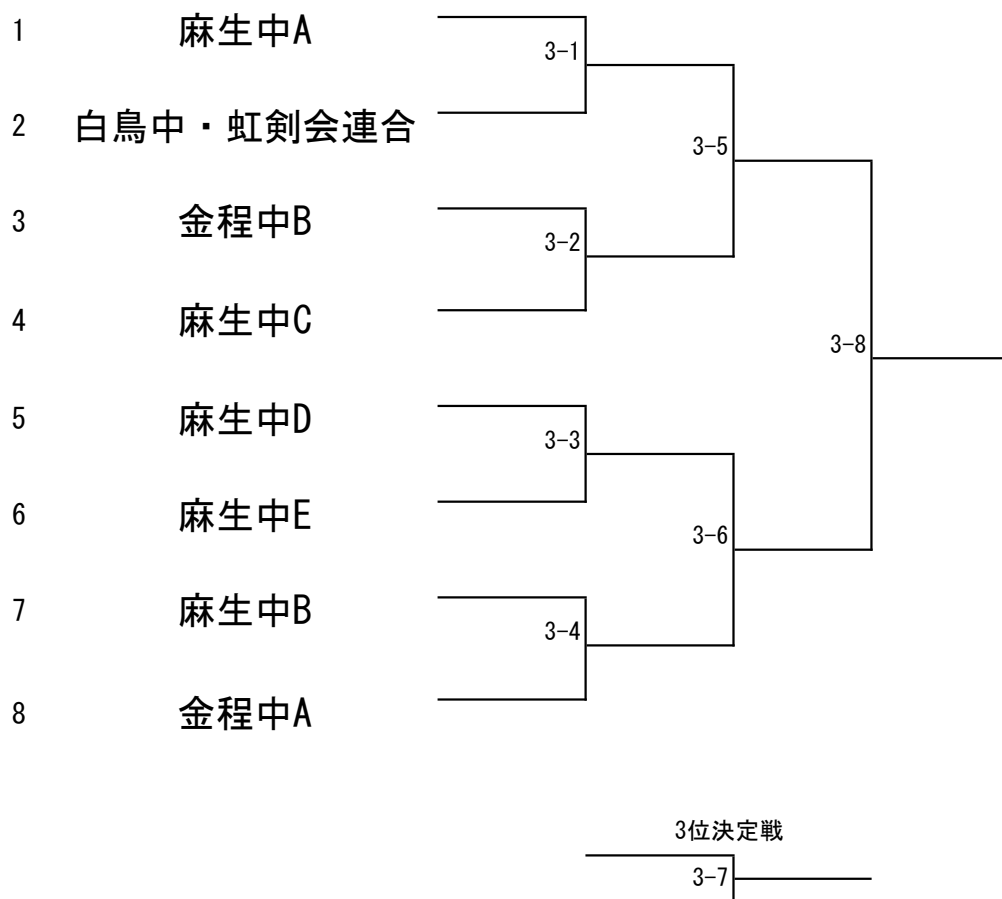 1 麻生中A
3-1
2 白鳥中・虹剣会連合
3-5
3 金程中B
3-2
4 麻生中C
3-8
5 麻生中D
3-3
6 麻生中E
3-6
7 麻生中B
3-4
8 金程中A
3位決定戦
3-7